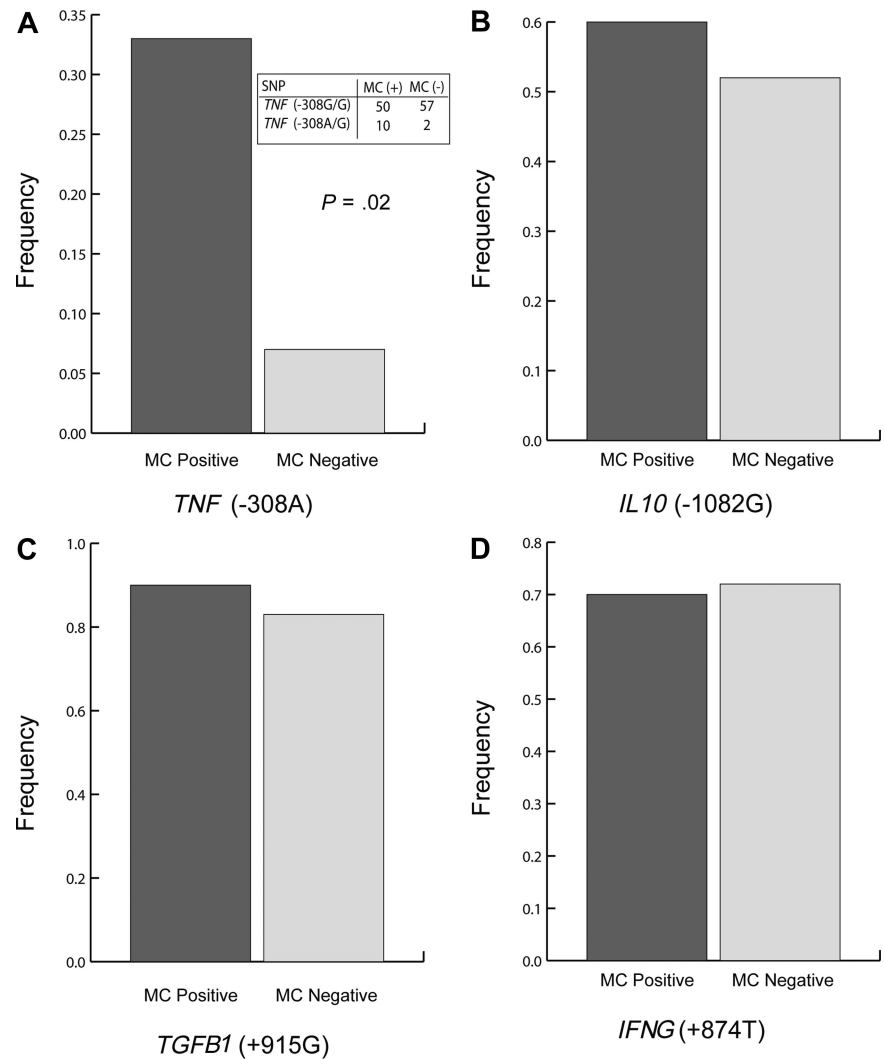 A
Frequency
0.35
0.30
0.25
0.20
0.15
0.10
0.05
0.00
SNP MC (+) MC (-)
TNF (-308G/G) 50 57
TNF (-308A/G) 10 2
P = .02
MC Positive MC Negative
TNF (-308A)
B
Frequency
0.6
0.5
0.4
0.3
0.2
0.1
0.0
MC Positive MC Negative
IL10 (-1082G)
C
Frequency
1.0
0.8
0.6
0.4
0.2
0.0
MC Positive MC Negative
TGFB1 (+915G)
D
Frequency
0.8
0.7
0.6
0.5
0.4
0.3
0.2
0.1
0.0
MC Positive MC Negative
IFNG (+874T)